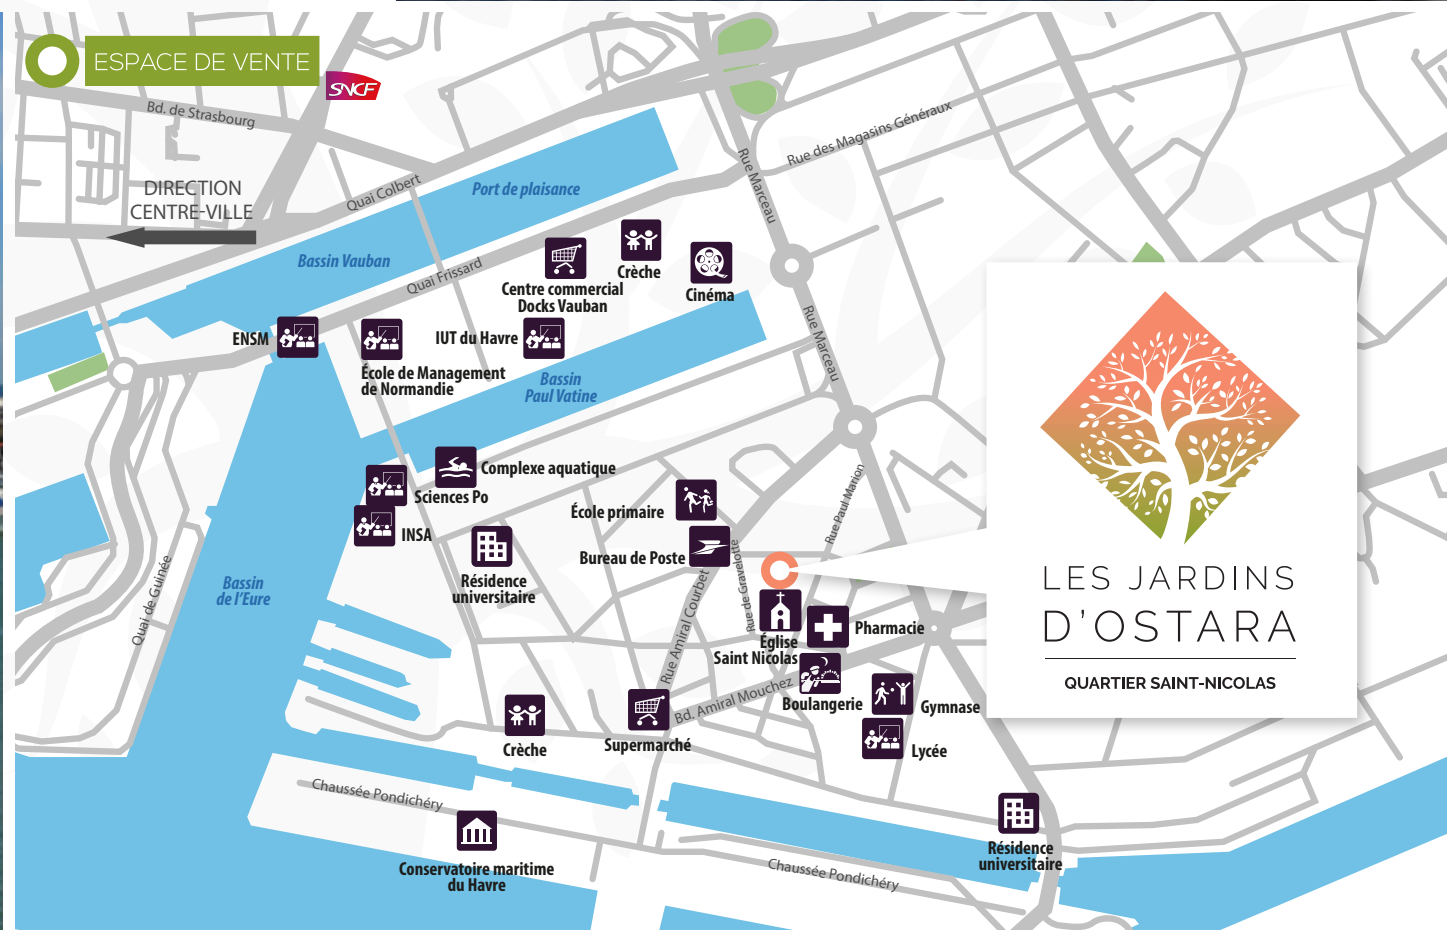 ESPACE DE VENTE
SNCF
Bd. de Strasbourg
DIRECTION
CENTRE-VILLE
Quai Colbert
Port de plaisance
Rue Marceau
Rue des Magasins Généraux
Bassin Vauban
Quai Frissard
Centre commercial
Docks Vauban
Crèche
Cinéma
ENSM
École de Management
de Normandie
IUT du Havre
Bassin
Paul Vatine
Rue Marceau
Complexe aquatique
Sciences Po
INSA
École primaire
Bureau de Poste
Rue Paul Marion
Résidence
universitaire
Bassin
de l'Eure
Quai de Guinée
Rue Amiral Courbet
Rue de Gravelotte
Église
Saint Nicolas
Pharmacie
Boulangerie
Bd. Amiral Mouchez
Gymnase
Lycée
Crèche
Supermarché
Chaussée Pondichéry
Conservatoire maritime
du Havre
Chaussée Pondichéry
Résidence
universitaire
LES JARDINS
D'OSTARA
QUARTIER SAINT-NICOLAS